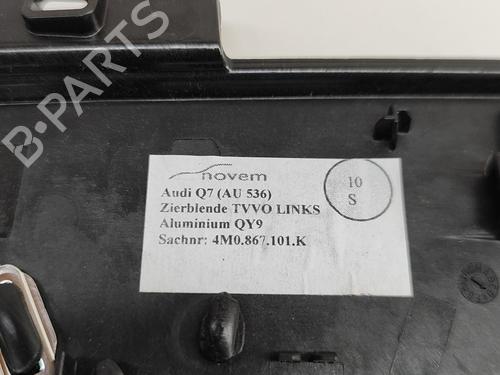 B-PARTS
novem
10
S
Audi Q7 (AU 536)
Zierblende TVVO LINKS
Aluminium QY9
Sachnr: 4M0.867.101.K